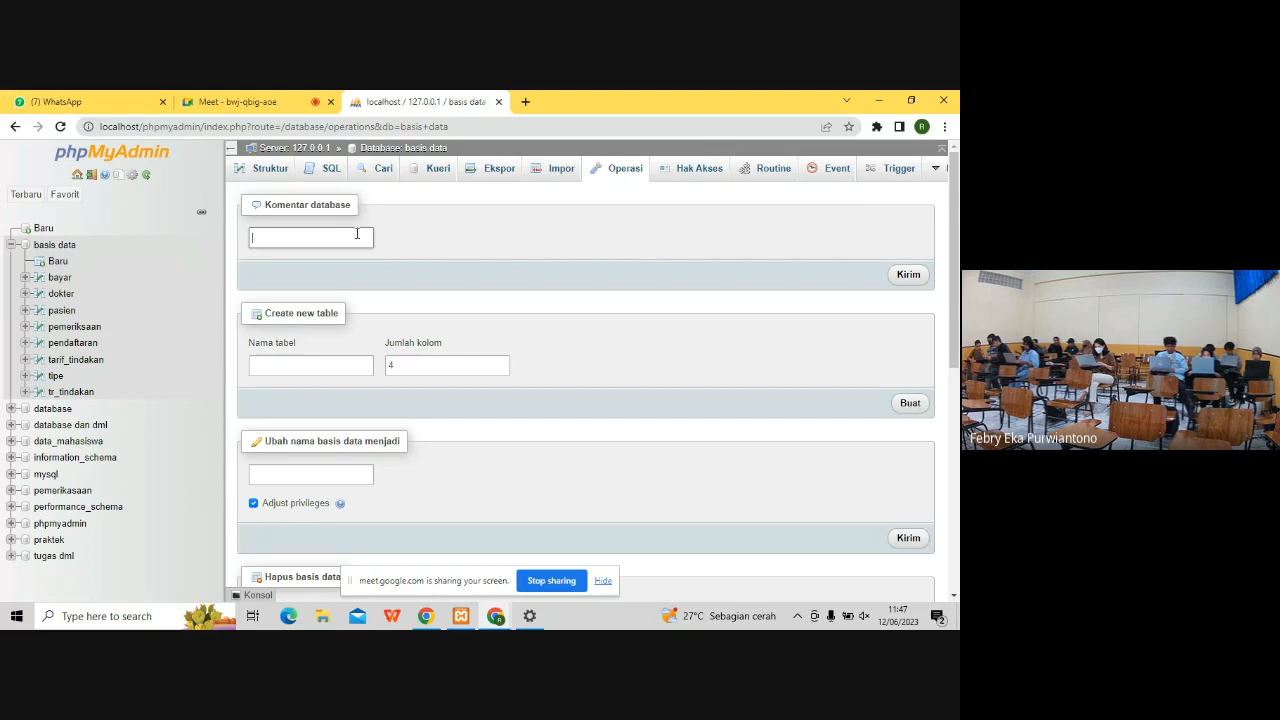 (7) WhatsApp
Meet - bwj-qbig-aoe
localhost / 127.0.0.1 / basis data
localhost/phpmyadmin/index.php?route=/database/operations&db=basis+data
R
phpMyAdmin
Terbaru
Favorit
Baru
basis data
Baru
bayar
dokter
pasien
pemeriksaan
pendaftaran
tarif_tindakan
tipe
tr_tindakan
database
database dan dml
data_mahasiswa
information_schema
mysql
pemerikasaan
performance_schema
phpmyadmin
praktek
tugas dml
Server: 127.0.0.1 » Database: basis data
Struktur
SQL
Cari
Kueri
Ekspor
Impor
Operasi
Hak Akses
Routine
Event
Trigger
Komentar database
Kirim
Create new table
Nama tabel
Jumlah kolom
4
Buat
Ubah nama basis data menjadi
Adjust privileges
Kirim
Hapus basis data
meet.google.com is sharing your screen.
Stop sharing
Hide
Konsol
Type here to search
27°C Sebagian cerah
11:47
12/06/2023
2
Febry Eka Purwiantono